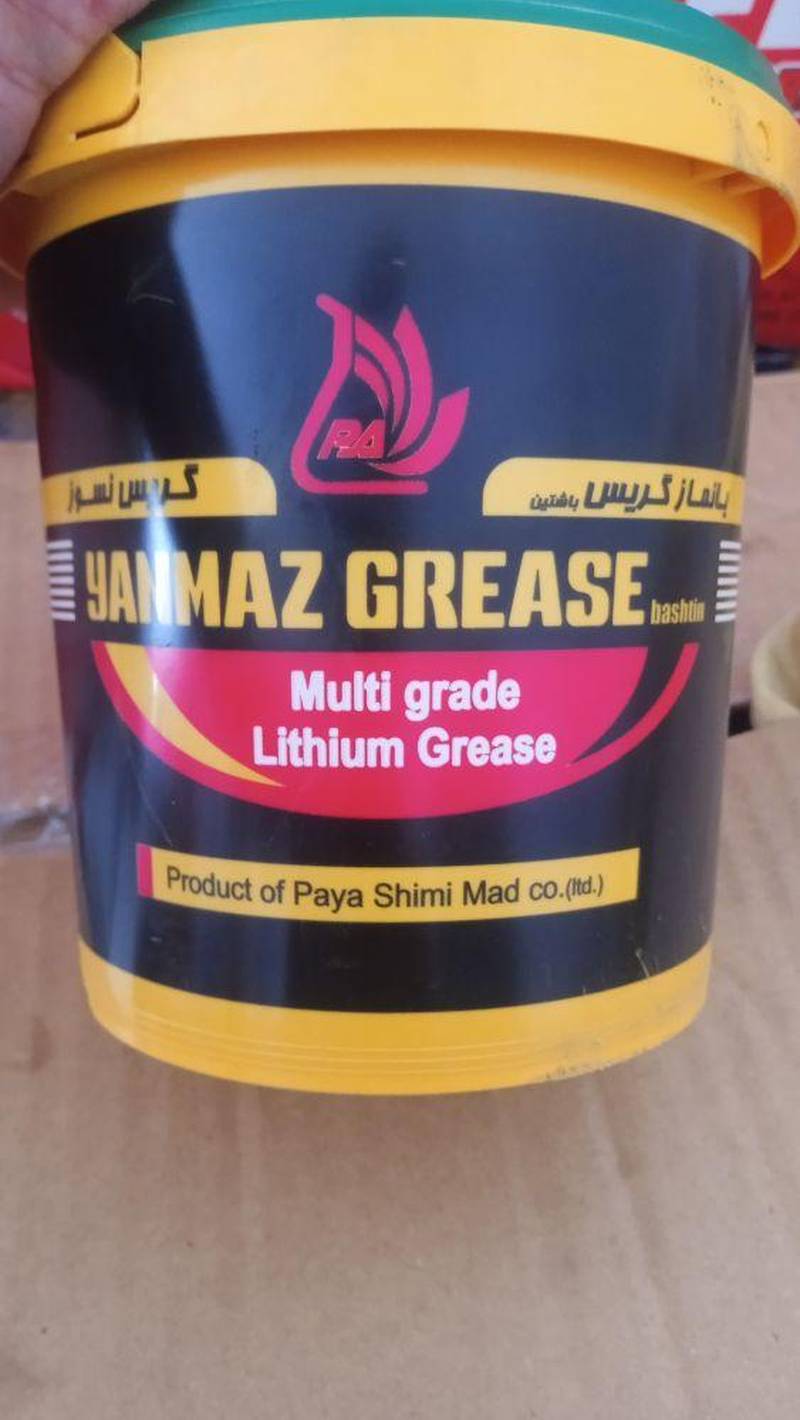 PA
گریس نسوز
یانماز گریس باشتین
YANMAZ GREASE bashtin
Multi grade
Lithium Grease
Product of Paya Shimi Mad co.(ltd.)